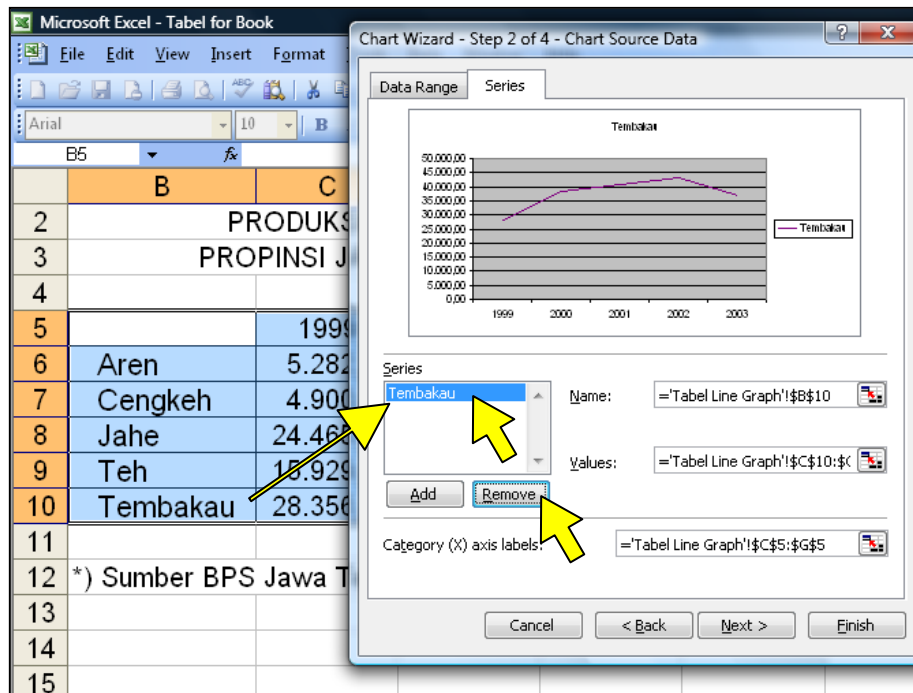 Microsoft Excel - Tabel for Book
File Edit View Insert Format
Arial 10 B
B5 fx
B C
2 PRODUKS
3 PROPINSI J
4
5 1999
6 Aren 5.282
7 Cengkeh 4.900
8 Jahe 24.465
9 Teh 15.929
10 Tembakau 28.356
11
12 *) Sumber BPS Jawa T
13
14
15
Chart Wizard - Step 2 of 4 - Chart Source Data
Data Range Series
Tembakau
50.000,00
45.000,00
40.000,00
35.000,00
30.000,00
25.000,00
20.000,00
15.000,00
10.000,00
5.000,00
0,00
1999 2000 2001 2002 2003
Tembakau
Series
Tembakau
Name: ='Tabel Line Graph'!$B$10
Values: ='Tabel Line Graph'!$C$10:$(
Add Remove
Category (X) axis labels: ='Tabel Line Graph'!$C$5:$G$5
Cancel < Back Next > Finish